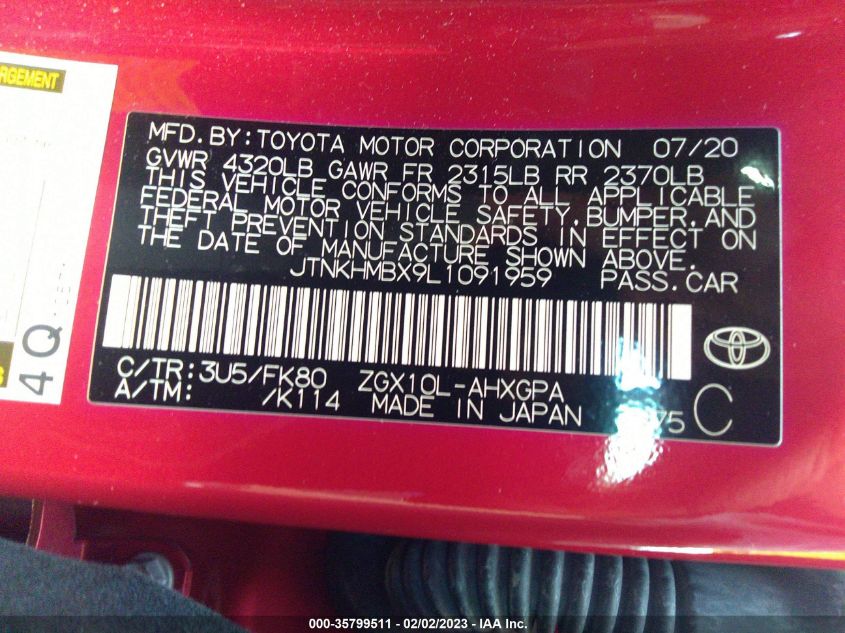 RGEMENT
MFD.BY:TOYOTA MOTOR CORPORATION 07/20
GVWR 4320LB GAWR FR 2315LB RR 2370LB
THIS VEHICLE CONFORMS TO ALL APPLICABLE
FEDERAL MOTOR VEHICLE SAFETY,BUMPER,AND
THEFT PREVENTION STANDARDS IN EFFECT ON
THE DATE OF MANUFACTURE SHOWN ABOVE.
JTNKHMBX9L1091959 PASS.CAR
C/TR:3U5/FK80 ZGX10L-AHXGPA
A/TM: /K114 MADE IN JAPAN 75 C
4Q
000-35799511 - 02/02/2023 - IAA Inc.